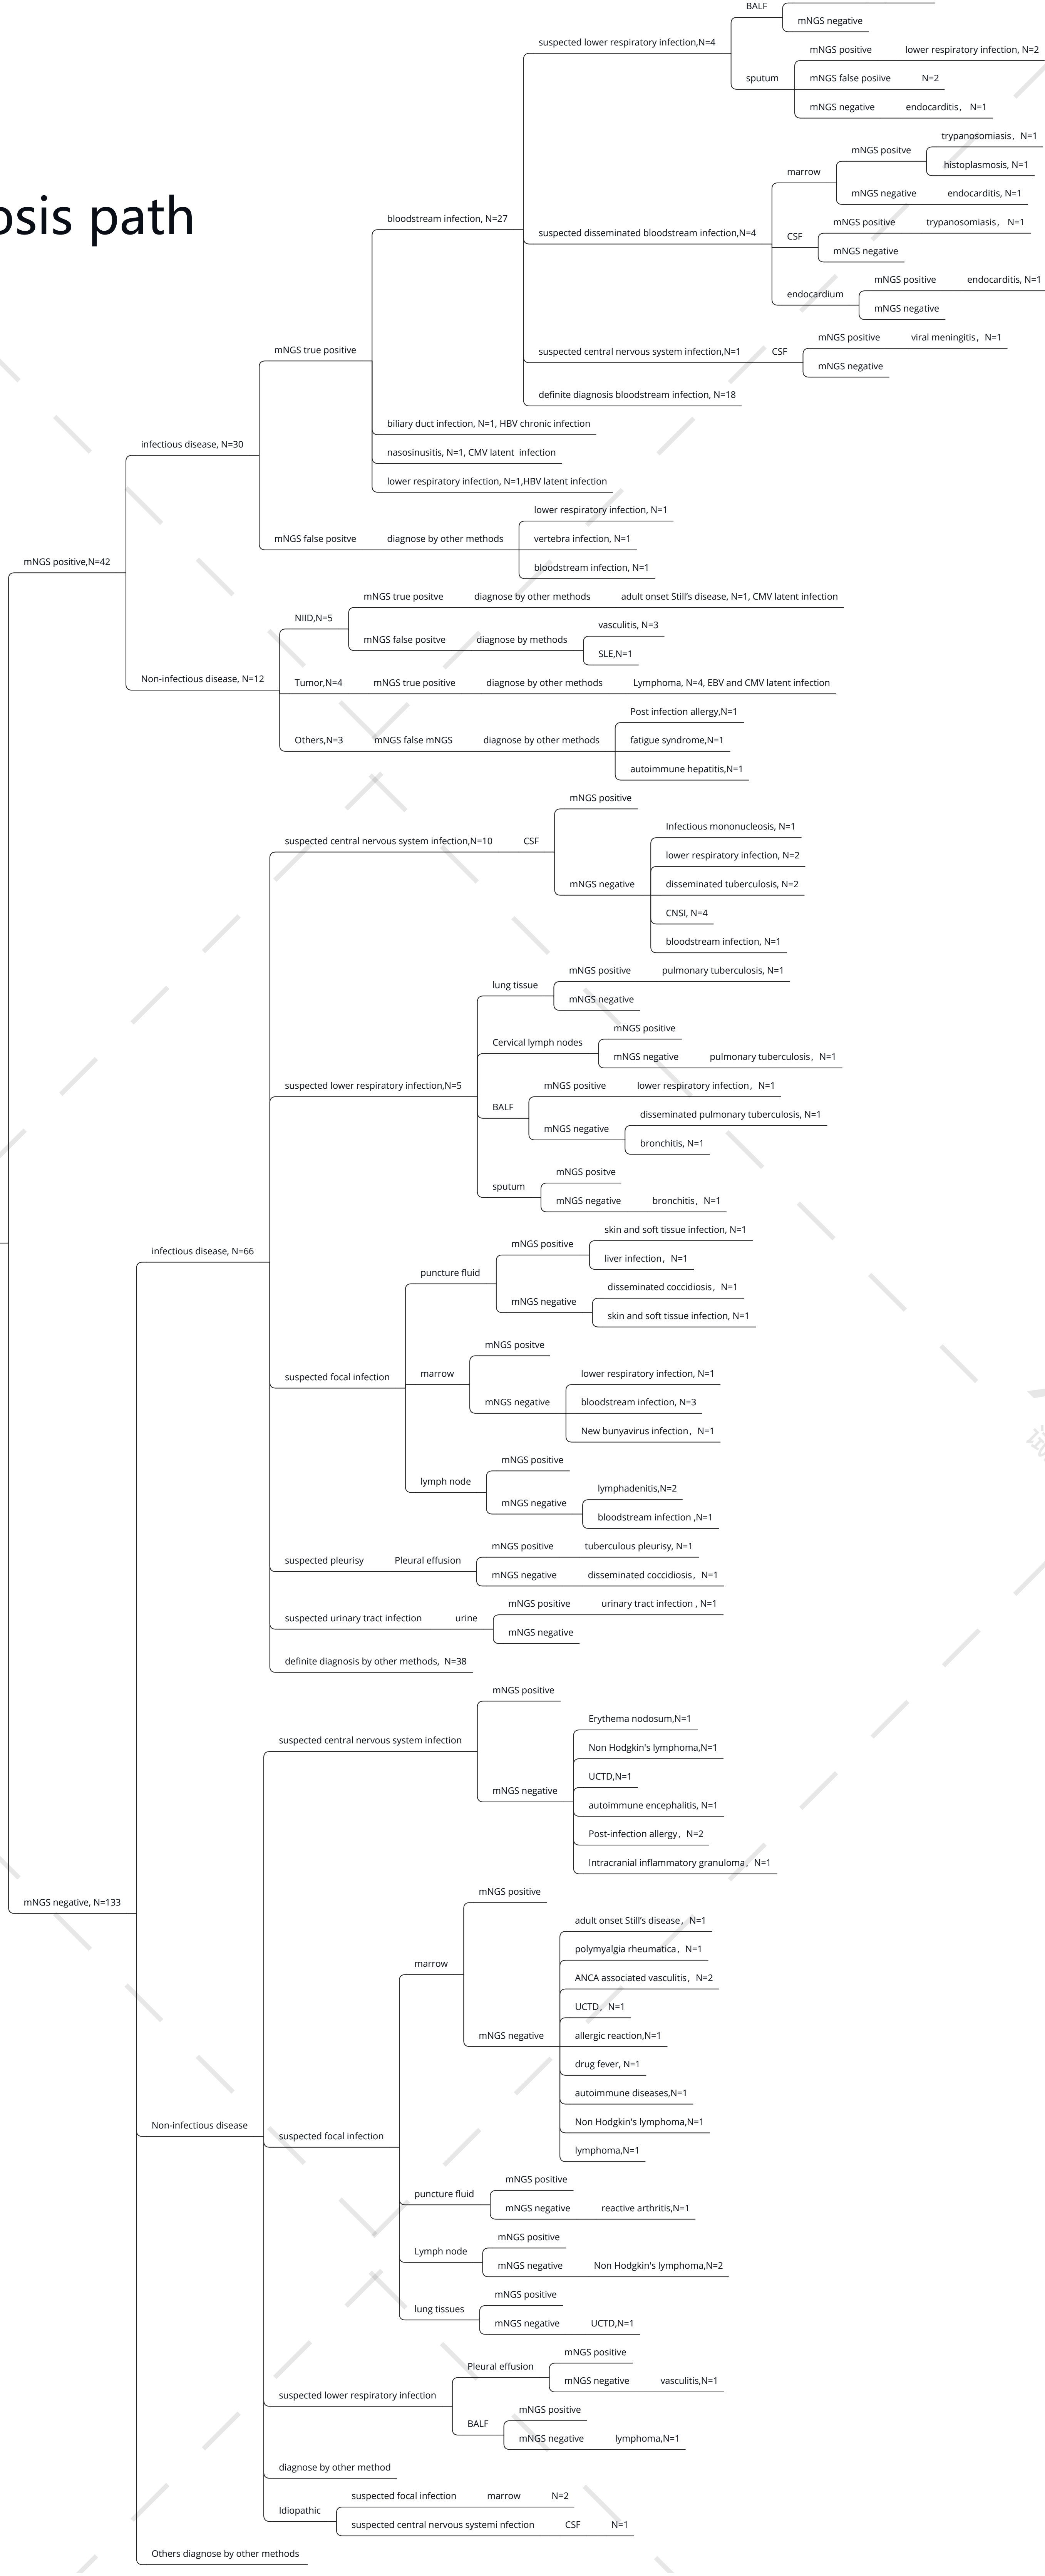 BALF
mNGS negative
suspected lower respiratory infection,N=4
mNGS positive lower respiratory infection, N=2
sputum mNGS false posiive N=2
mNGS negative endocarditis, N=1
trypanosomiasis, N=1
mNGS positve
histoplasmosis, N=1
marrow
mNGS negative endocarditis, N=1
osis path
bloodstream infection, N=27
mNGS positive trypanosomiasis, N=1
suspected disseminated bloodstream infection,N=4 CSF
mNGS negative
mNGS positive endocarditis, N=1
endocardium
mNGS negative
mNGS positive viral meningitis, N=1
mNGS true positive
suspected central nervous system infection,N=1 CSF
mNGS negative
definite diagnosis bloodstream infection, N=18
biliary duct infection, N=1, HBV chronic infection
infectious disease, N=30
nasosinusitis, N=1, CMV latent infection
lower respiratory infection, N=1,HBV latent infection
lower respiratory infection, N=1
mNGS false positve diagnose by other methods vertebra infection, N=1
bloodstream infection, N=1
mNGS positive,N=42
mNGS true positve diagnose by other methods adult onset Still's disease, N=1, CMV latent infection
NIID,N=5
vasculitis, N=3
mNGS false positve diagnose by methods
SLE,N=1
Non-infectious disease, N=12
Tumor,N=4 mNGS true positive diagnose by other methods Lymphoma, N=4, EBV and CMV latent infection
Post infection allergy,N=1
Others,N=3 mNGS false mNGS diagnose by other methods fatigue syndrome,N=1
autoimmune hepatitis,N=1
mNGS positive
Infectious mononucleosis, N=1
suspected central nervous system infection,N=10 CSF
lower respiratory infection, N=2
mNGS negative disseminated tuberculosis, N=2
CNSI, N=4
bloodstream infection, N=1
mNGS positive pulmonary tuberculosis, N=1
lung tissue
mNGS negative
mNGS positive
Cervical lymph nodes
mNGS negative pulmonary tuberculosis, N=1
suspected lower respiratory infection,N=5
mNGS positive lower respiratory infection, N=1
BALF
disseminated pulmonary tuberculosis, N=1
mNGS negative
bronchitis, N=1
mNGS positve
sputum
mNGS negative bronchitis, N=1
infectious disease, N=66
skin and soft tissue infection, N=1
mNGS positive
liver infection, N=1
puncture fluid
disseminated coccidiosis, N=1
mNGS negative
skin and soft tissue infection, N=1
mNGS positve
suspected focal infection marrow
lower respiratory infection, N=1
mNGS negative bloodstream infection, N=3
New bunyavirus infection, N=1
mNGS positive
lymph node
lymphadenitis,N=2
mNGS negative
bloodstream infection ,N=1
mNGS positive tuberculous pleurisy, N=1
suspected pleurisy Pleural effusion
mNGS negative disseminated coccidiosis, N=1
mNGS positive urinary tract infection , N=1
suspected urinary tract infection urine
mNGS negative
definite diagnosis by other methods, N=38
mNGS positive
suspected central nervous system infection
Erythema nodosum,N=1
Non Hodgkin's lymphoma,N=1
UCTD,N=1
mNGS negative
autoimmune encephalitis, N=1
Post-infection allergy, N=2
Intracranial inflammatory granuloma, N=1
mNGS negative, N=133
mNGS positive
marrow
adult onset Still's disease, N=1
polymyalgia rheumatica, N=1
ANCA associated vasculitis, N=2
UCTD, N=1
mNGS negative allergic reaction,N=1
drug fever, N=1
autoimmune diseases,N=1
Non Hodgkin's lymphoma,N=1
lymphoma,N=1
Non-infectious disease
suspected focal infection
mNGS positive
puncture fluid
mNGS negative reactive arthritis,N=1
mNGS positive
Lymph node
mNGS negative Non Hodgkin's lymphoma,N=2
mNGS positive
lung tissues
mNGS negative UCTD,N=1
mNGS positive
Pleural effusion
mNGS negative vasculitis,N=1
suspected lower respiratory infection
mNGS positive
BALF
mNGS negative lymphoma,N=1
diagnose by other method
suspected focal infection marrow N=2
Idiopathic
suspected central nervous systemi nfection CSF N=1
Others diagnose by other methods